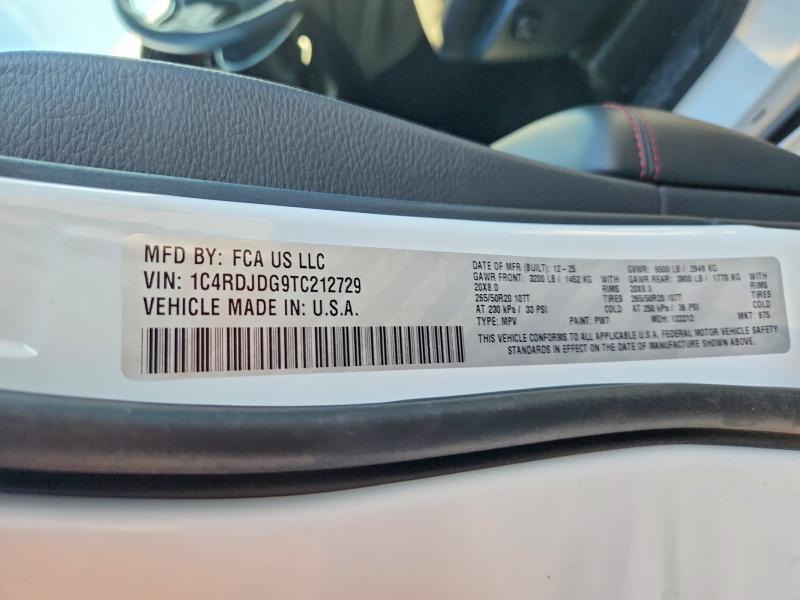 MFD BY: FCA US LLC
VIN: 1C4RDJDG9TC212729
VEHICLE MADE IN: U.S.A.
DATE OF MFR (BUILT): 12-25 GVWR: 6500 LB / 2949 KG
GAWR FRONT: 3200 LB / 1452 KG WITH GAWR REAR: 3900 LB / 1770 KG WITH
20X8.0 RIMS 20X8.0 RIMS
265/50R20 107T TIRES 265/50R20 107T TIRES
AT 230 kPa / 33 PSI COLD AT 250 kPa / 36 PSI COLD
TYPE: MPV PAINT: PW7 MDH: 122212 MKT: 875
THIS VEHICLE CONFORMS TO ALL APPLICABLE U.S.A. FEDERAL MOTOR VEHICLE SAFETY
STANDARDS IN EFFECT ON THE DATE OF MANUFACTURE SHOWN ABOVE.